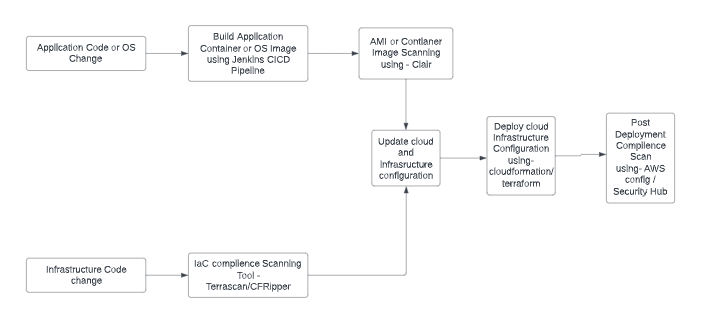 Application Code or OS
Change
Build Application
Container or OS Image
using Jenkins CICD
Pipeline
AMI or Contianer
Image Scanning
using - Clair
Update cloud
and
Infrasructure
configuration
Deploy cloud
Infrastructure
Configuration
using-
cloudformation/
terraform
Post
Deployment
Compilence
Scan
using- AWS
config /
Security Hub
Infrastructure Code
change
IaC complience Scanning
Tool -
Terrascan/CFRipper